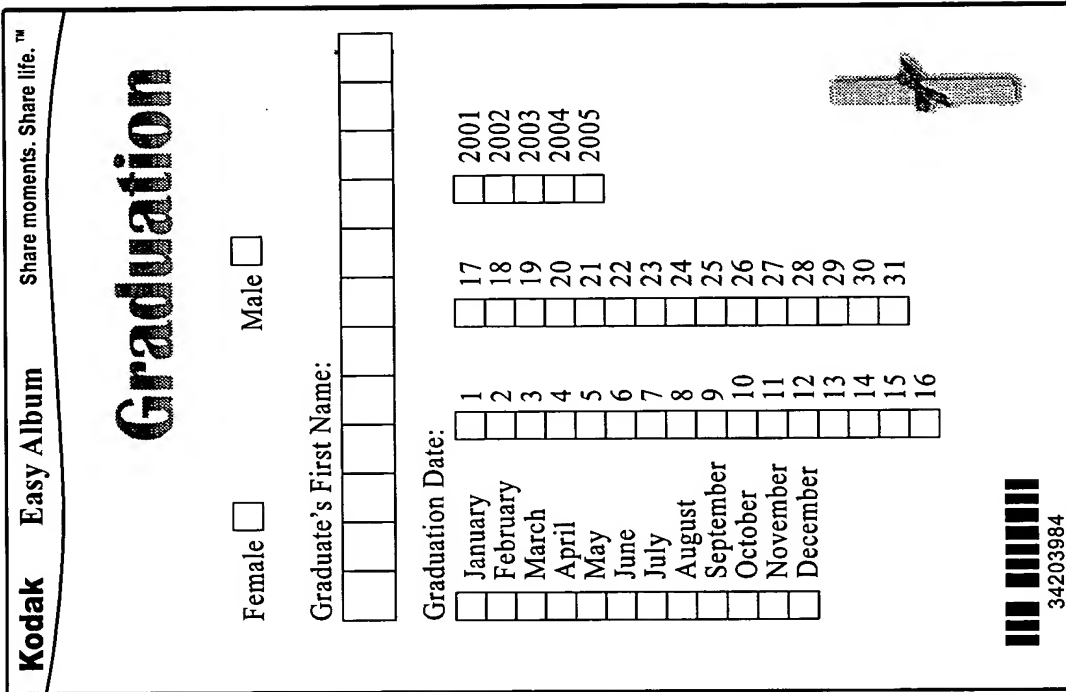 Kodak Easy Album Share moments. Share life.™
Graduation
Female Male
Graduate's First Name:
Graduation Date:
January 1 17 2001
February 2 18 2002
March 3 19 2003
April 4 20 2004
May 5 21 2005
June 6 22
July 7 23
August 8 24
September 9 25
October 10 26
November 11 27
December 12 28
13 29
14 30
15 31
16
34203984